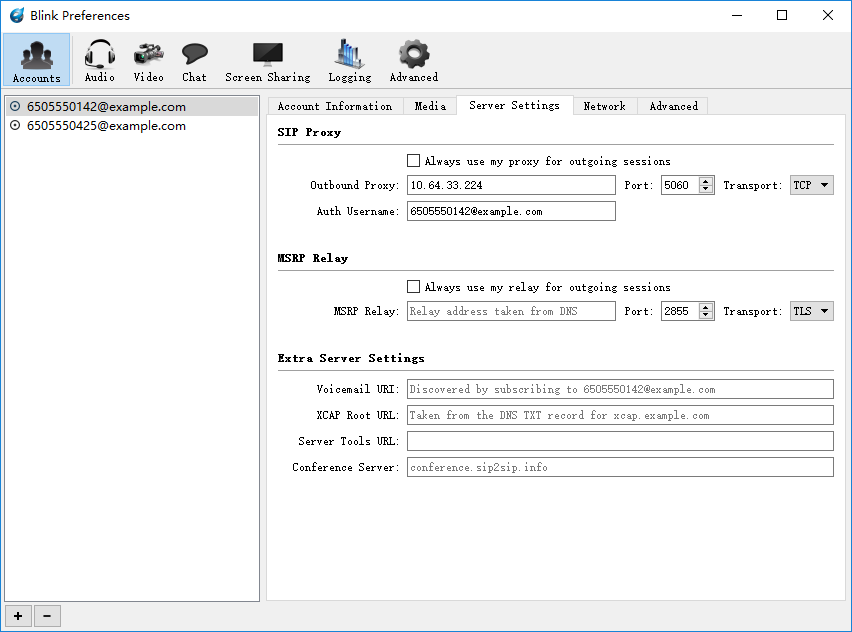 Blink Preferences
Accounts Audio Video Chat Screen Sharing Logging Advanced
6505550142@example.com
6505550425@example.com
Account Information Media Server Settings Network Advanced
SIP Proxy
Always use my proxy for outgoing sessions
Outbound Proxy: 10.64.33.224 Port: 5060 Transport: TCP
Auth Username: 6505550142@example.com
MSRP Relay
Always use my relay for outgoing sessions
MSRP Relay: Relay address taken from DNS Port: 2855 Transport: TLS
Extra Server Settings
Voicemail URI: Discovered by subscribing to 6505550142@example.com
XCAP Root URL: Taken from the DNS TXT record for xcap.example.com
Server Tools URL:
Conference Server: conference.sip2sip.info